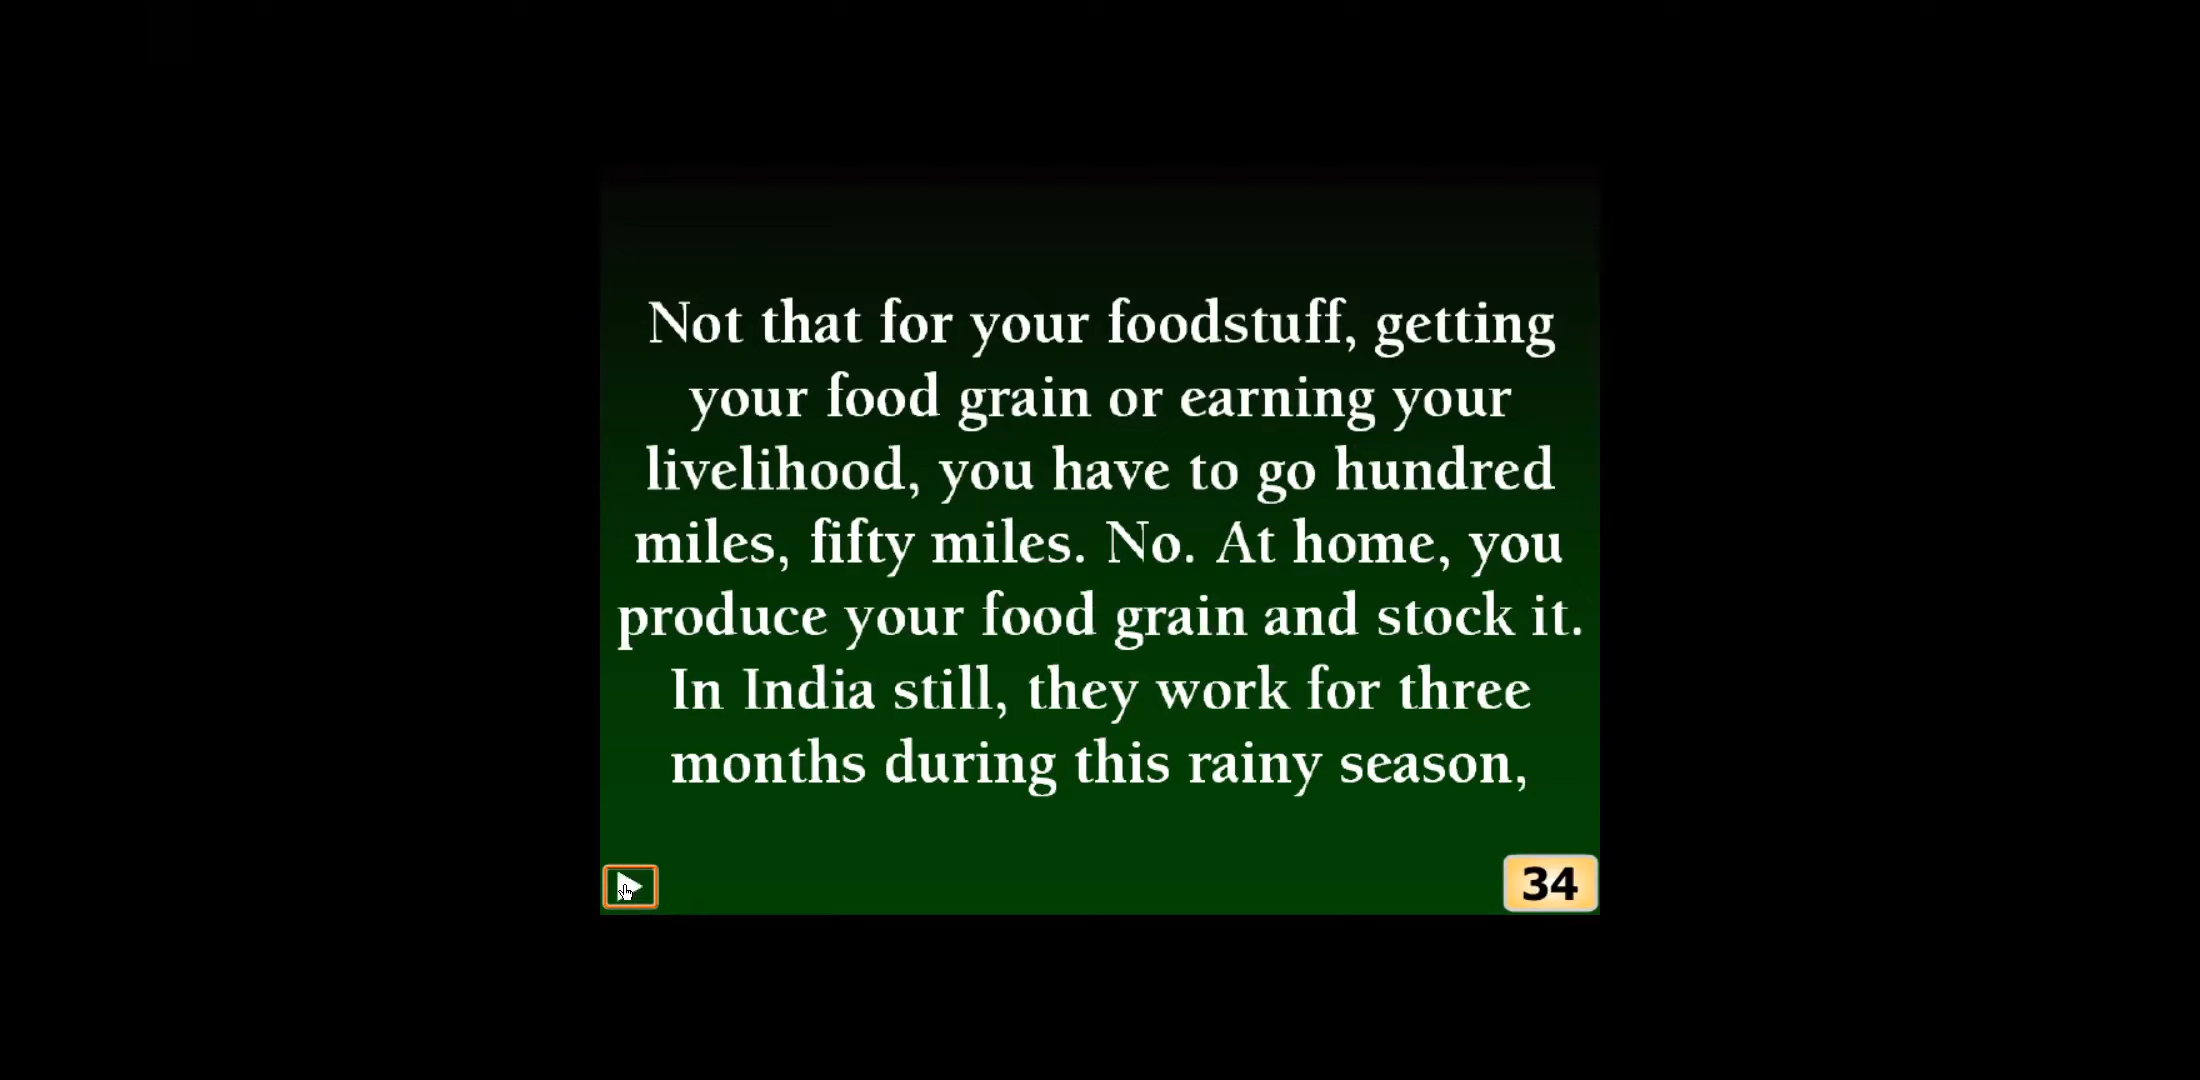 Not that for your foodstuff, getting
your food grain or earning your
livelihood, you have to go hundred
miles, fifty miles. No. At home, you
produce your food grain and stock it.
In India still, they work for three
months during this rainy season,
34